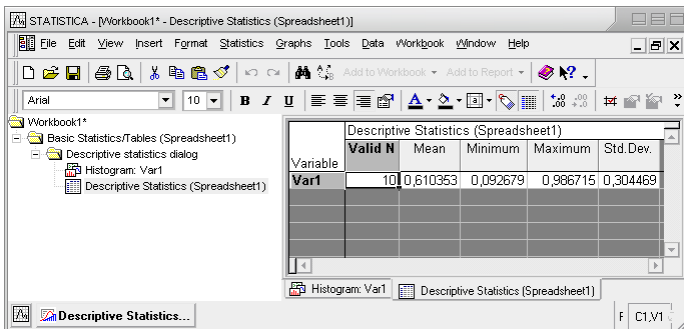 STATISTICA - [Workbook1* - Descriptive Statistics (Spreadsheet1)]
File Edit View Insert Format Statistics Graphs Tools Data Workbook Window Help
Add to Workbook Add to Report
Arial 10 B I U
Workbook1*
Basic Statistics/Tables (Spreadsheet1)
Descriptive statistics dialog
Histogram: Var1
Descriptive Statistics (Spreadsheet1)
Descriptive Statistics (Spreadsheet1)
Variable Valid N Mean Minimum Maximum Std.Dev.
Var1 10 0,610353 0,092679 0,986715 0,304469
Histogram: Var1 Descriptive Statistics (Spreadsheet1)
Descriptive Statistics... F C1,V1